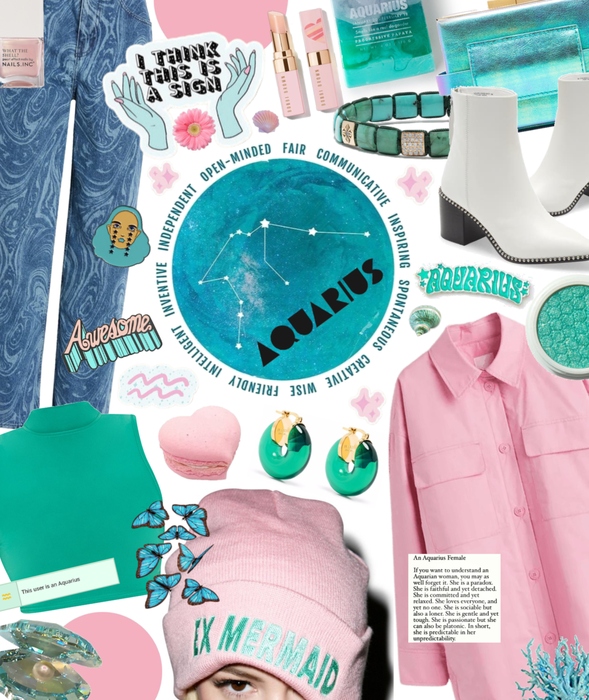 WHAT THE
SHELL?
NAILS.INC
I THINK
THIS IS
A SIGN
AQUARIUS
INDEPENDENT OPEN-MINDED FAIR COMMUNICATIVE INSPIRING SPONTANEOUS CREATIVE WISE FRIENDLY INTELLIGENT INVENTIVE
AQUARIUS
AQUARIUS
Awesome
This user is an Aquarius
EX MERMAID
An Aquarius Female
If you want to understand an
Aquarian woman, you may as
well forget it. She is a paradox.
She is faithful and yet detached.
She is committed and yet
relaxed. She loves everyone, and
yet no one. She is sociable but
also a loner. She is gentle and yet
tough. She is passionate but she
can also be platonic. In short,
she is predictable in her
unpredictability.